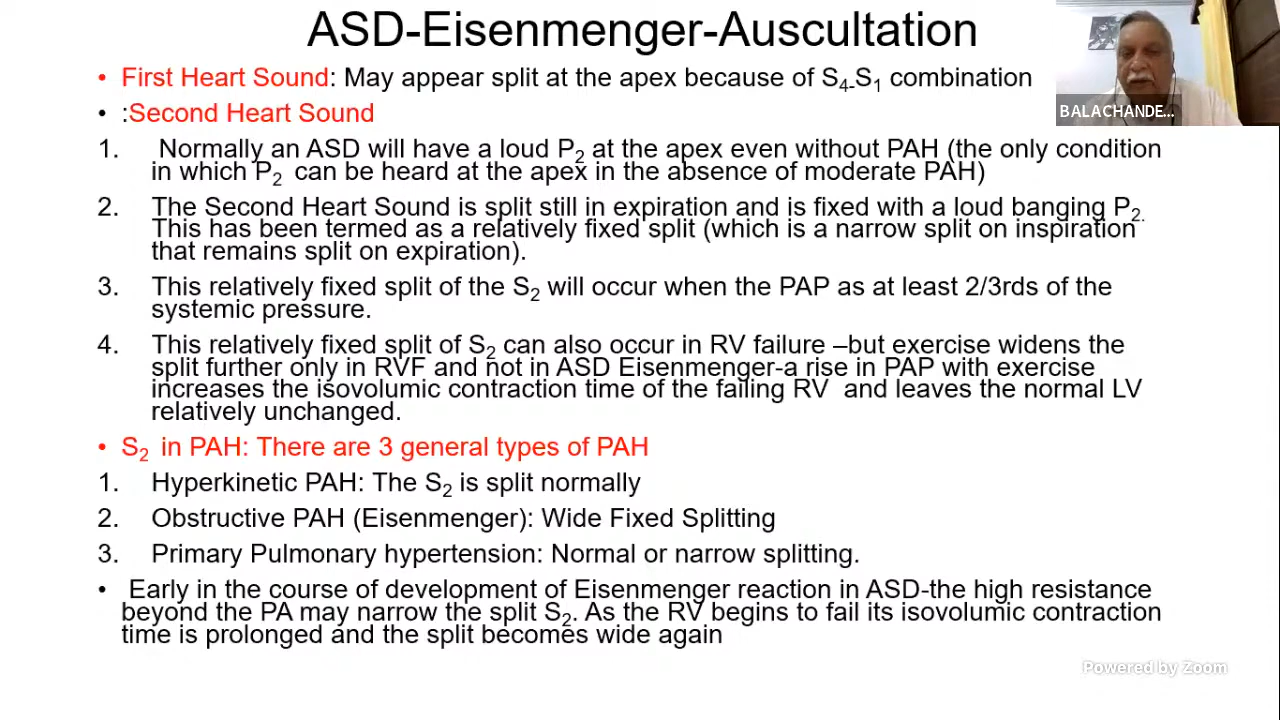 ASD-Eisenmenger-Auscultation
• First Heart Sound: May appear split at the apex because of S4-S1 combination
• :Second Heart Sound
1. Normally an ASD will have a loud P2 at the apex even without PAH (the only condition
in which P2 can be heard at the apex in the absence of moderate PAH)
2. The Second Heart Sound is split still in expiration and is fixed with a loud banging P2.
This has been termed as a relatively fixed split (which is a narrow split on inspiration
that remains split on expiration).
3. This relatively fixed split of the S2 will occur when the PAP as at least 2/3rds of the
systemic pressure.
4. This relatively fixed split of S2 can also occur in RV failure –but exercise widens the
split further only in RVF and not in ASD Eisenmenger-a rise in PAP with exercise
increases the isovolumic contraction time of the failing RV and leaves the normal LV
relatively unchanged.
• S2 in PAH: There are 3 general types of PAH
1. Hyperkinetic PAH: The S2 is split normally
2. Obstructive PAH (Eisenmenger): Wide Fixed Splitting
3. Primary Pulmonary hypertension: Normal or narrow splitting.
• Early in the course of development of Eisenmenger reaction in ASD-the high resistance
beyond the PA may narrow the split S2. As the RV begins to fail its isovolumic contraction
time is prolonged and the split becomes wide again
BALACHANDE...
Powered by Zoom